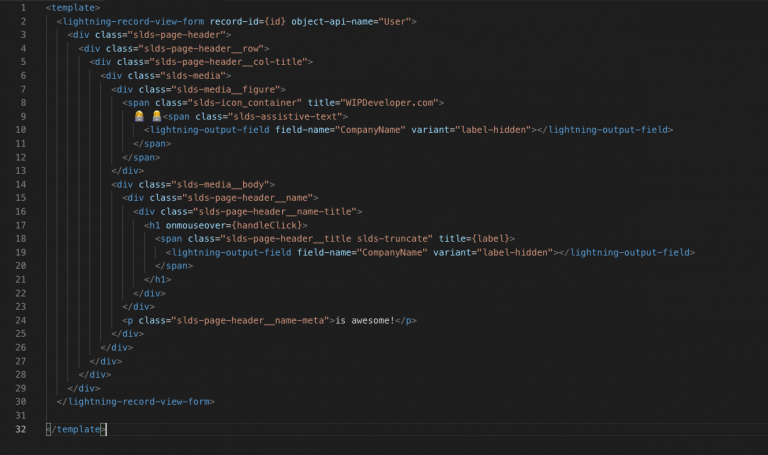 1 <template>
2 <lightning-record-view-form record-id={id} object-api-name="User">
3 <div class="slds-page-header">
4 <div class="slds-page-header__row">
5 <div class="slds-page-header__col-title">
6 <div class="slds-media">
7 <div class="slds-media__figure">
8 <span class="slds-icon_container" title="WIPDeveloper.com">
9 <span class="slds-assistive-text">
10 <lightning-output-field field-name="CompanyName" variant="label-hidden"></lightning-output-field>
11 </span>
12 </span>
13 </div>
14 <div class="slds-media__body">
15 <div class="slds-page-header__name">
16 <div class="slds-page-header__name-title">
17 <h1 onmouseover={handleClick}>
18 <span class="slds-page-header__title slds-truncate" title={label}>
19 <lightning-output-field field-name="CompanyName" variant="label-hidden"></lightning-output-field>
20 </span>
21 </h1>
22 </div>
23 </div>
24 <p class="slds-page-header__name-meta">is awesome!</p>
25 </div>
26 </div>
27 </div>
28 </div>
29 </div>
30 </lightning-record-view-form>
31
32 </template>